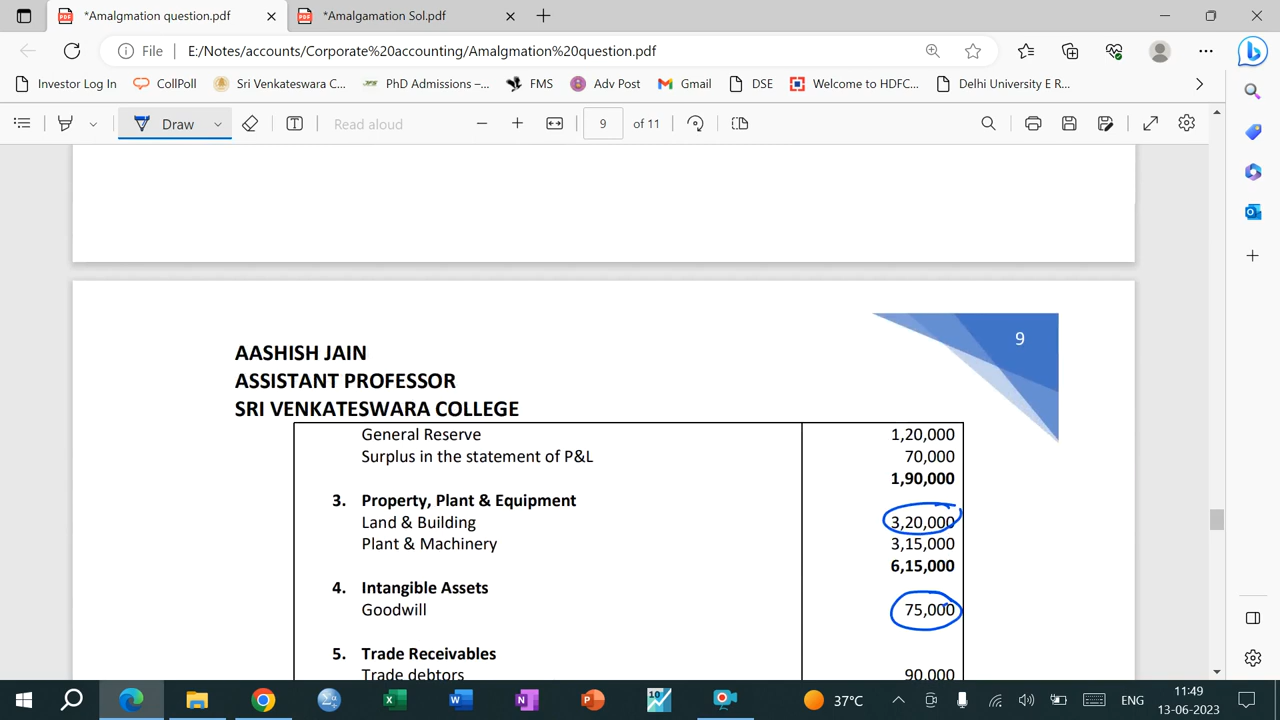 *Amalgmation question.pdf
*Amalgamation Sol.pdf
File E:/Notes/accounts/Corporate%20accounting/Amalgmation%20question.pdf
Investor Log In CollPoll Sri Venkateswara C... PhD Admissions –... FMS Adv Post Gmail DSE Welcome to HDFC... Delhi University E R...
Draw Read aloud 9 of 11
9
AASHISH JAIN
ASSISTANT PROFESSOR
SRI VENKATESWARA COLLEGE
General Reserve 1,20,000
Surplus in the statement of P&L 70,000
1,90,000
3. Property, Plant & Equipment
Land & Building 3,20,000
Plant & Machinery 3,15,000
6,15,000
4. Intangible Assets
Goodwill 75,000
5. Trade Receivables
Trade debtors 90,000
37°C ENG 11:49
13-06-2023